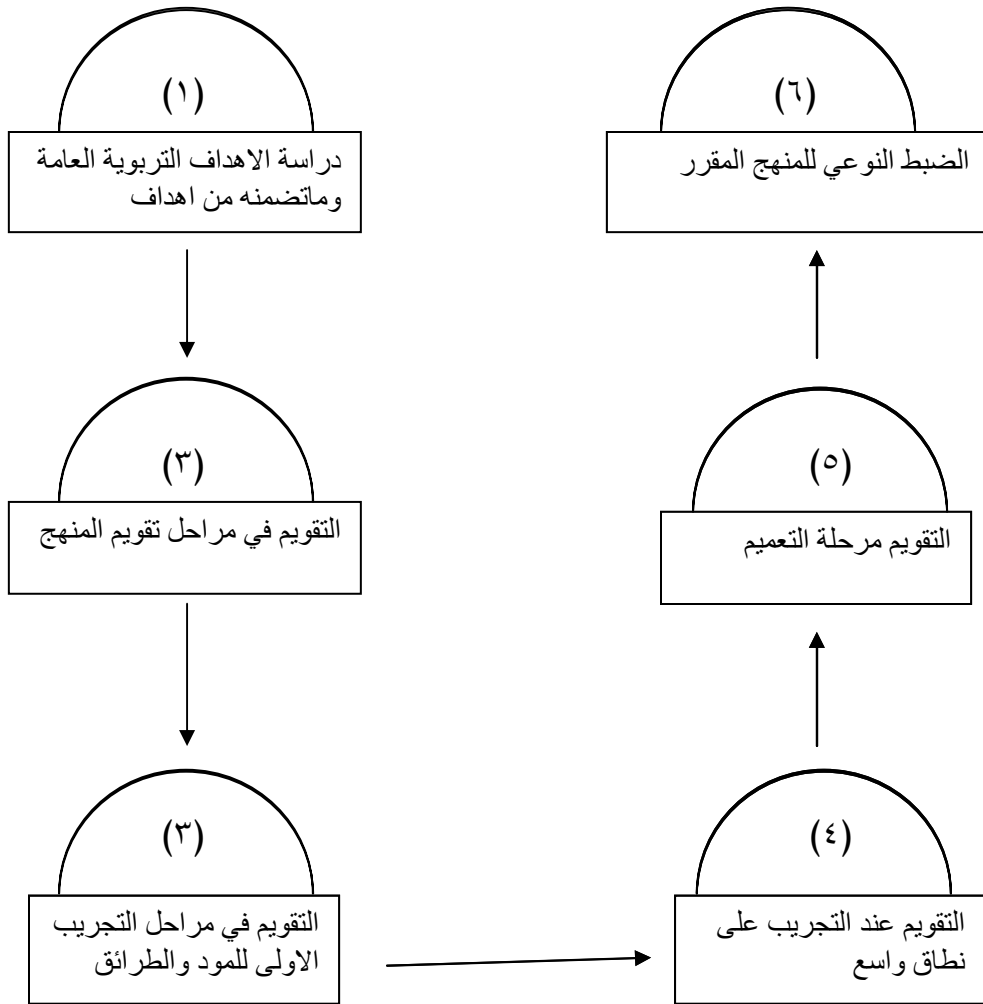 (١)
دراسة الاهداف التربوية العامة
وماتضمنه من اهداف
(٣)
التقويم في مراحل تقويم المنهج
(٣)
التقويم في مراحل التجريب
الاولى للمود والطرائق
(٤)
التقويم عند التجريب على
نطاق واسع
(٥)
التقويم مرحلة التعميم
(٦)
الضبط النوعي للمنهج المقرر